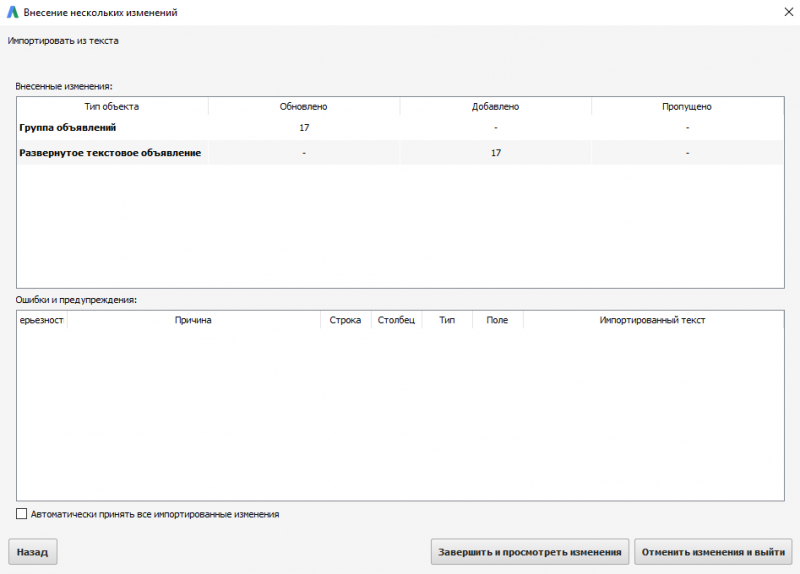 Внесение нескольких изменений
Импортировать из текста
Внесенные изменения:
Тип объекта Обновлено Добавлено Пропущено
Группа объявлений 17 - -
Развернутое текстовое объявление - 17 -
Ошибки и предупреждения:
ерьезност Причина Строка Столбец Тип Поле Импортированный текст
Автоматически принять все импортированные изменения
Назад Завершить и просмотреть изменения Отменить изменения и выйти